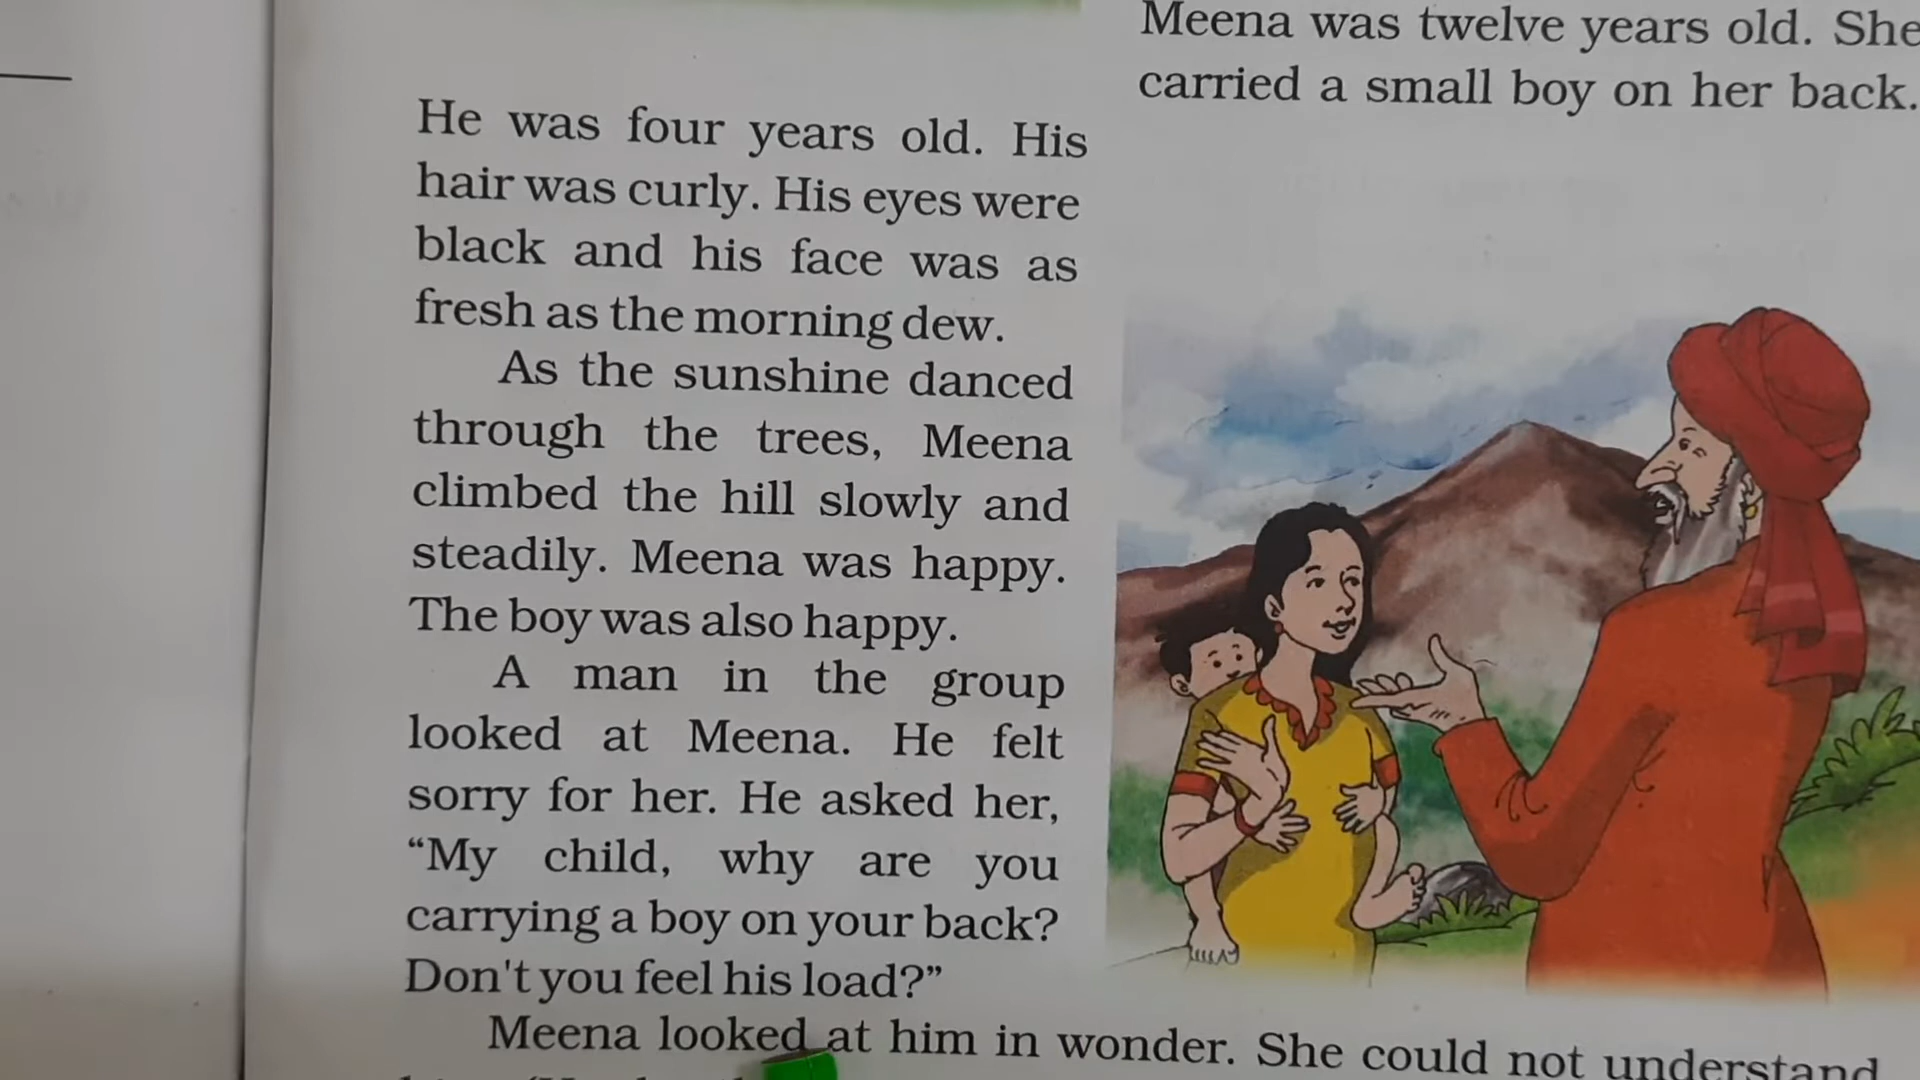 Meena was twelve years old. She
carried a small boy on her back.
He was four years old. His
hair was curly. His eyes were
black and his face was as
fresh as the morning dew.
As the sunshine danced
through the trees, Meena
climbed the hill slowly and
steadily. Meena was happy.
The boy was also happy.
A man in the group
looked at Meena. He felt
sorry for her. He asked her,
“My child, why are you
carrying a boy on your back?
Don't you feel his load?”
Meena looked at him in wonder. She could not understand